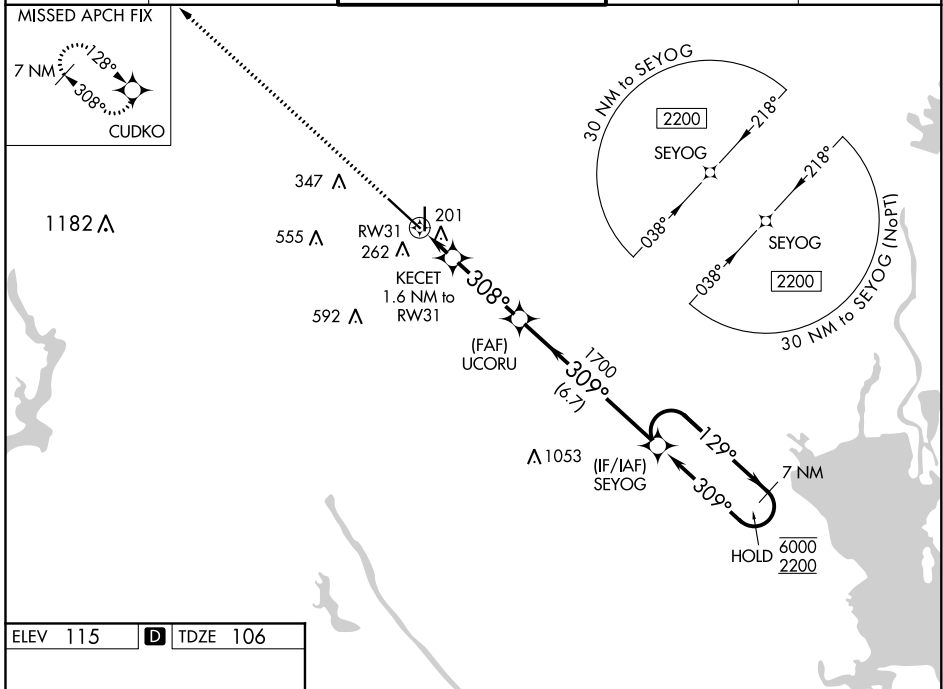 MISSED APCH FIX
7 NM
128°
308°
CUDKO
30 NM to SEYOG
2200
218°
SEYOG
038°
218°
SEYOG
038°
2200
30 NM to SEYOG (NoPT)
347
1182
555
RW31
201
262
KECET
1.6 NM to
RW31
308°
592
(FAF)
UCORU
1700
309°
(6.7)
1053
(IF/IAF)
SEYOG
129°
309°
7 NM
HOLD
6000
2200
ELEV 115 D TDZE 106